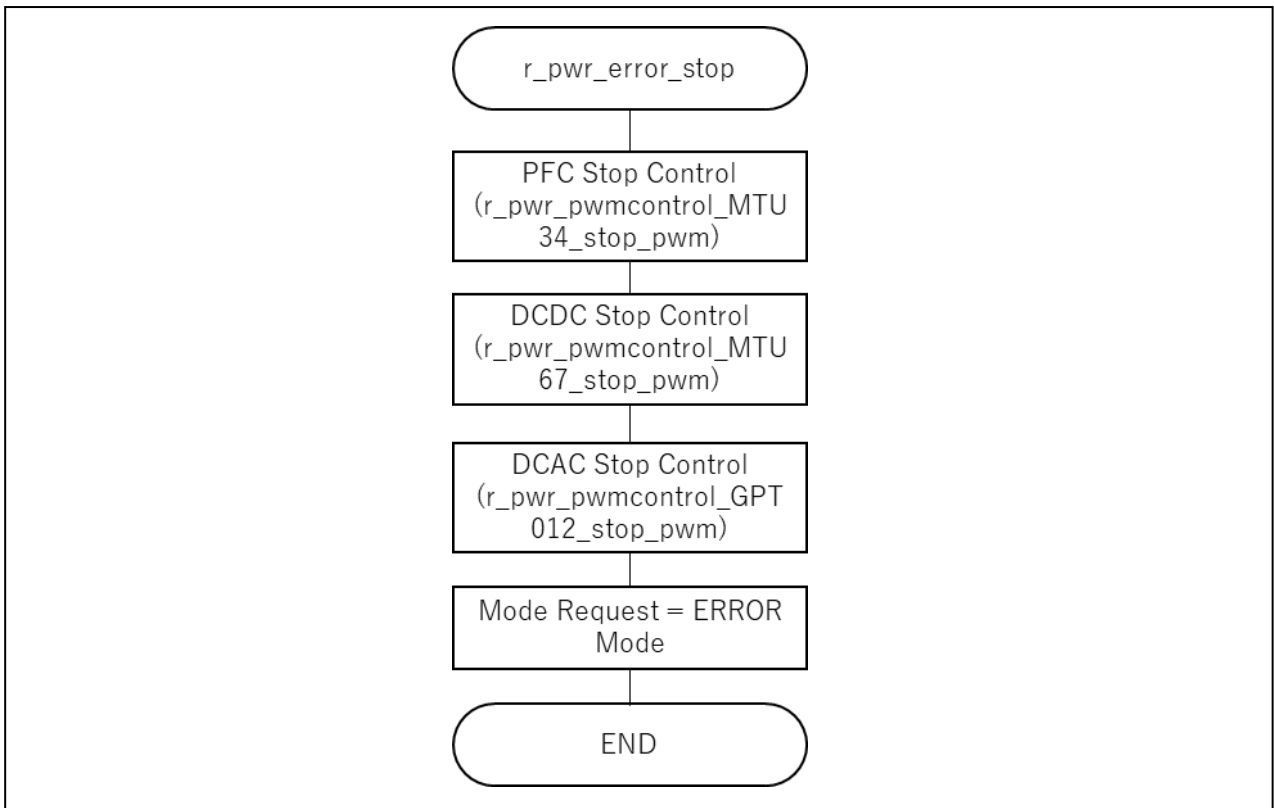 r_pwr_error_stop
PFC Stop Control
(r_pwr_pwmcontrol_MTU
34_stop_pwm)
DCDC Stop Control
(r_pwr_pwmcontrol_MTU
67_stop_pwm)
DCAC Stop Control
(r_pwr_pwmcontrol_GPT
012_stop_pwm)
Mode Request = ERROR
Mode
END